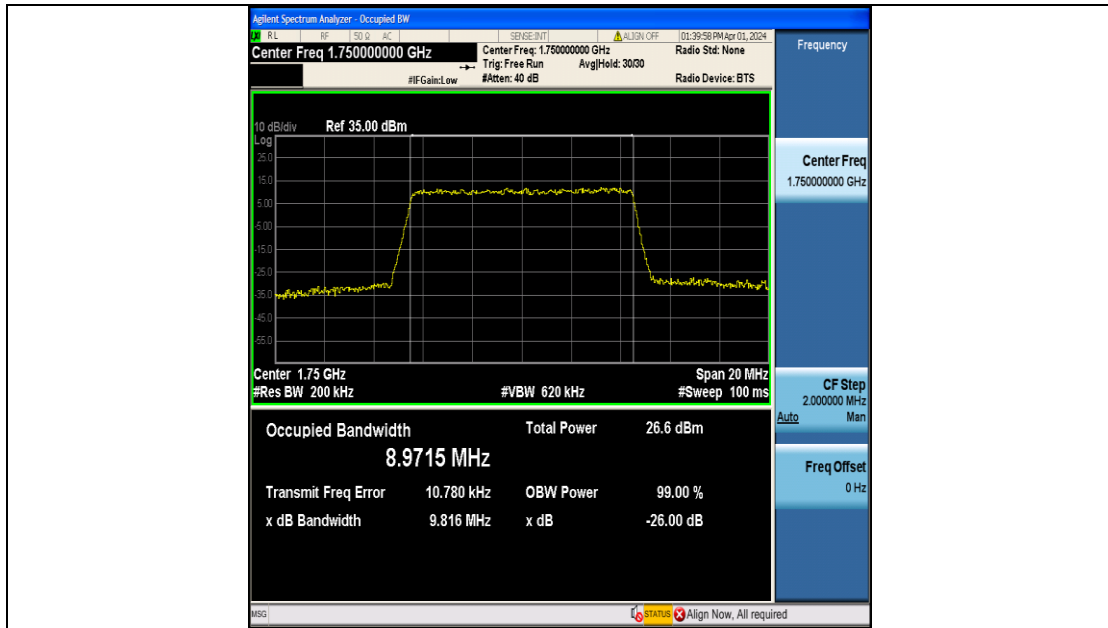 Agilent Spectrum Analyzer - Occupied BW
RL RF 50 Ω AC SENSE:INT ALIGN OFF 01:39:58 PM Apr 01, 2024
Center Freq 1.750000000 GHz
Center Freq: 1.750000000 GHz
Radio Std: None
Trig: Free Run Avg|Hold: 30/30
#IFGain:Low
#Atten: 40 dB
Radio Device: BTS
Frequency
10 dB/div Ref 35.00 dBm
Log
25.0
15.0
5.00
-5.00
-15.0
-25.0
-35.0
-45.0
-55.0
Center Freq
1.750000000 GHz
Center 1.75 GHz Span 20 MHz
#Res BW 200 kHz #VBW 620 kHz #Sweep 100 ms
CF Step
2.000000 MHz
Auto Man
Occupied Bandwidth Total Power 26.6 dBm
8.9715 MHz
Transmit Freq Error 10.780 kHz OBW Power 99.00 %
x dB Bandwidth 9.816 MHz x dB -26.00 dB
Freq Offset
0 Hz
MSG STATUS Align Now, All required